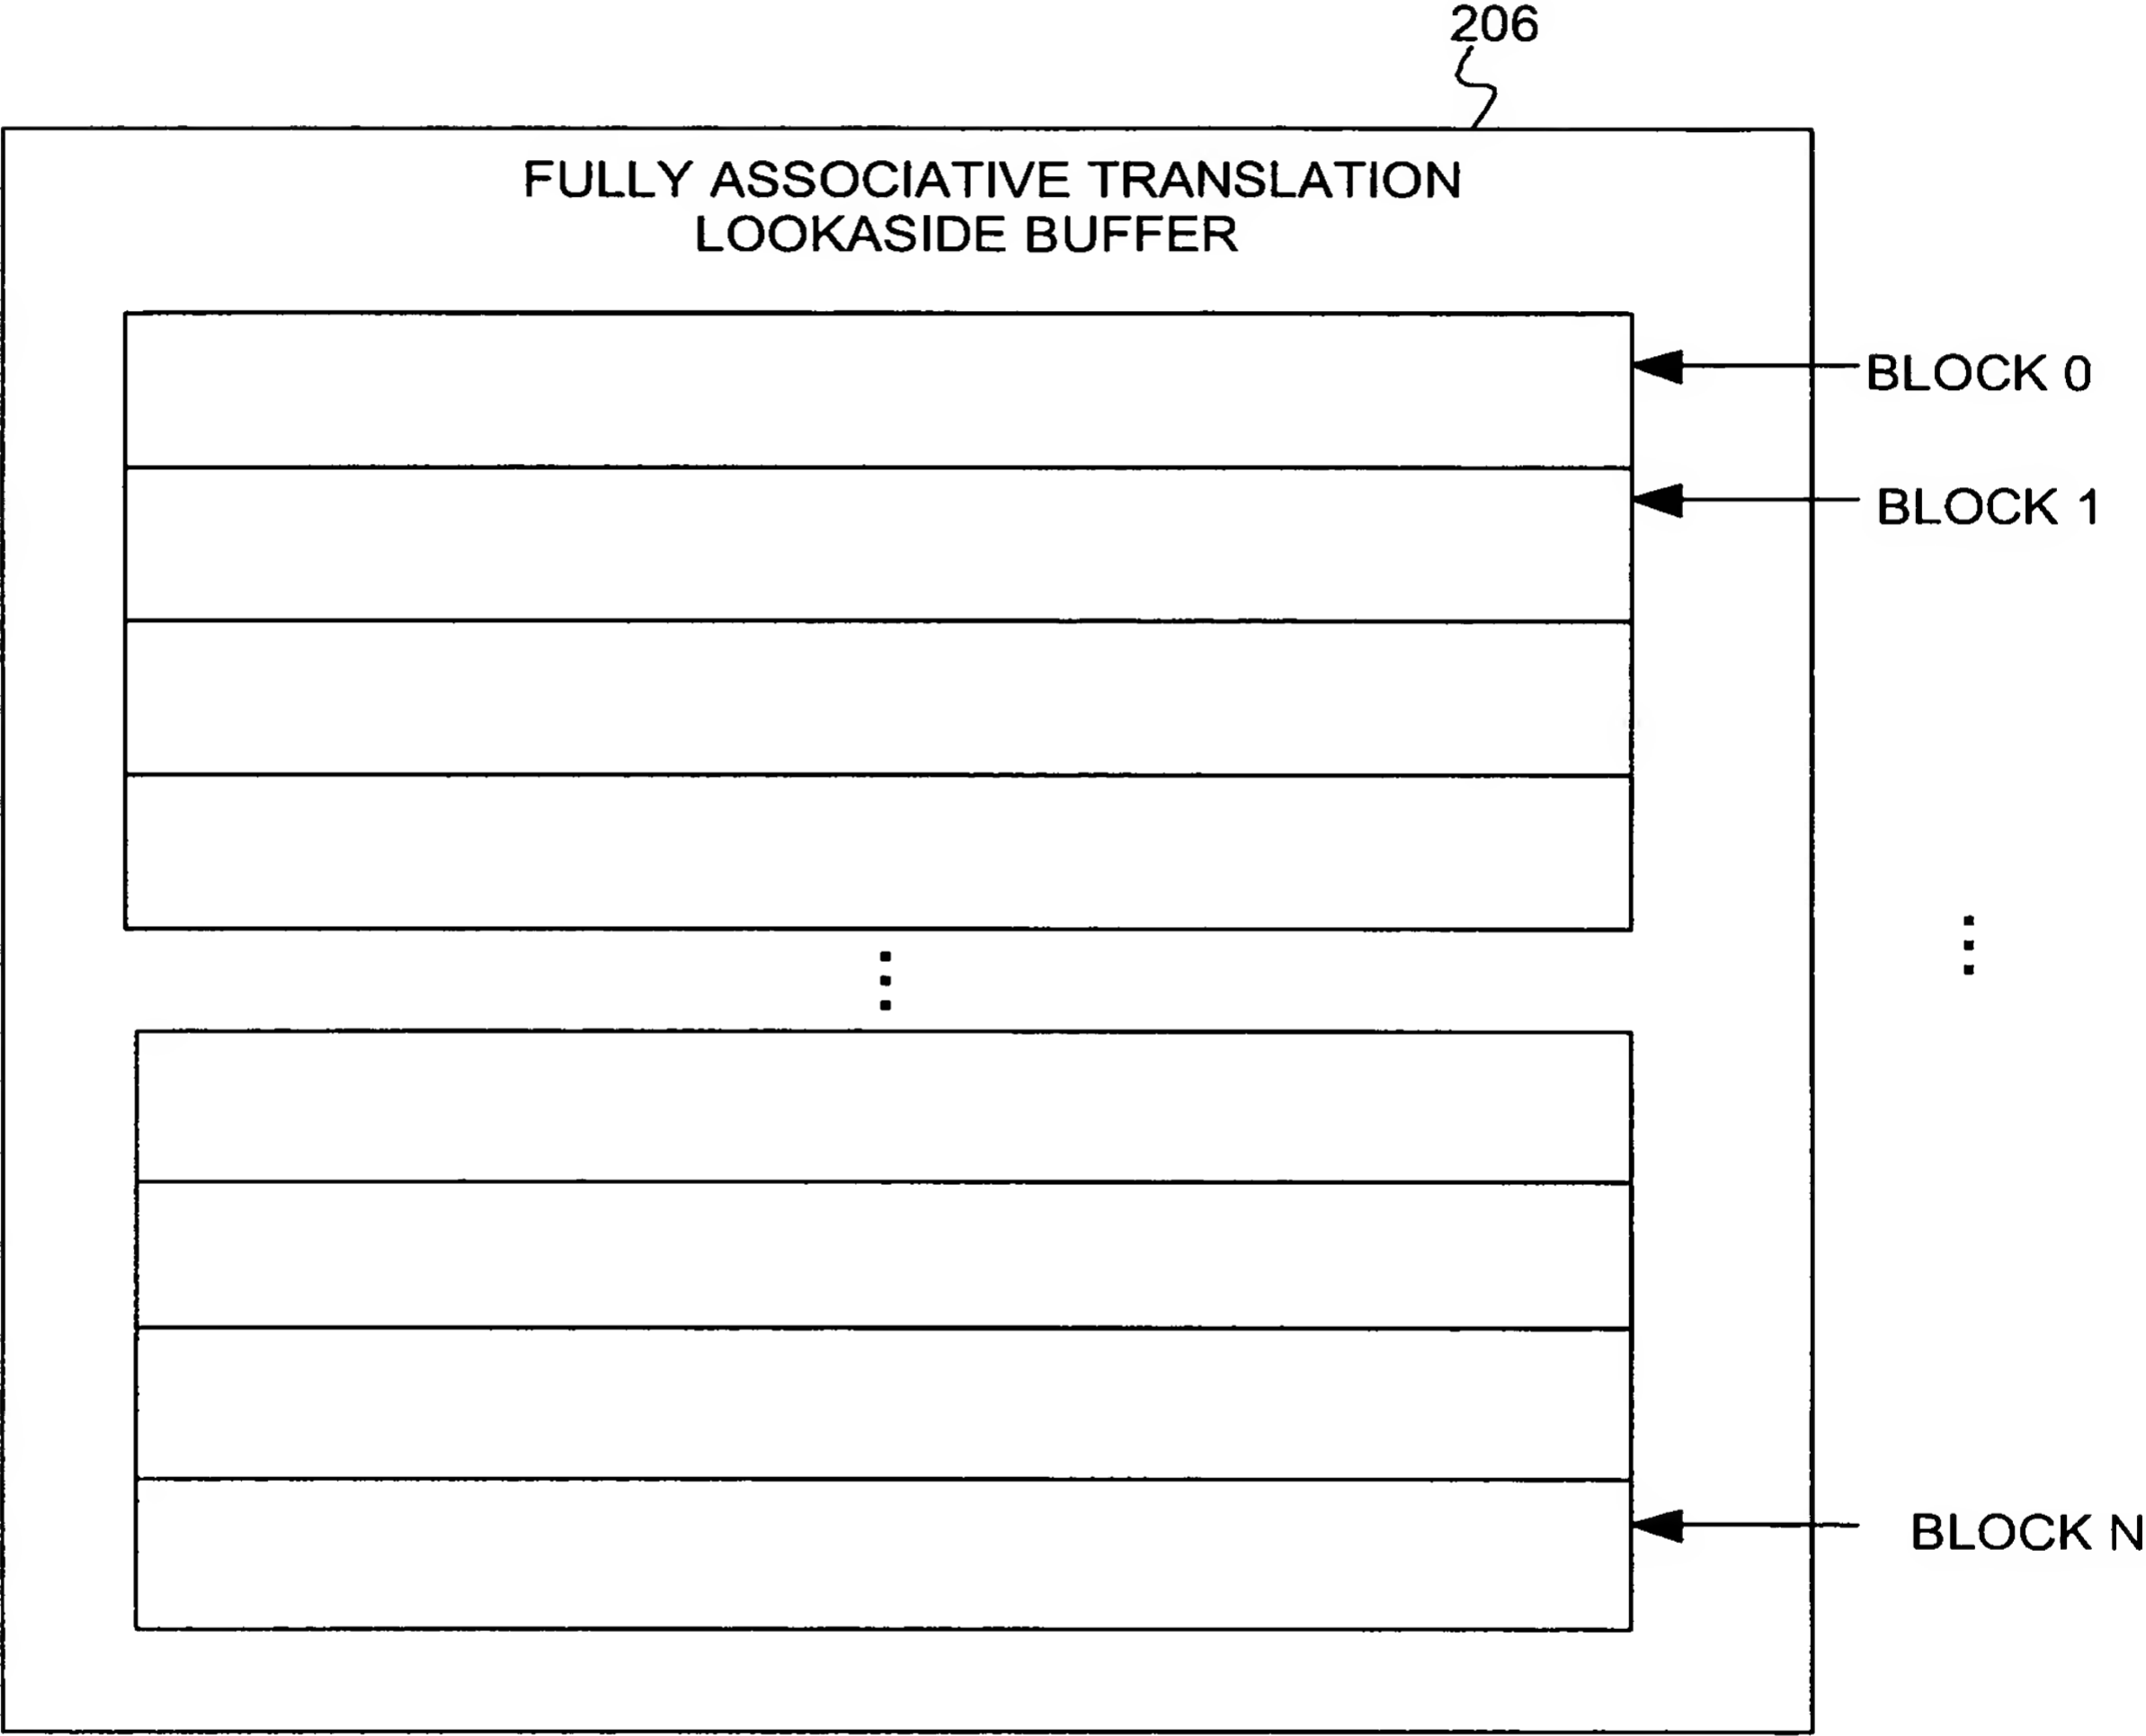 206
FULLY ASSOCIATIVE TRANSLATION
LOOKASIDE BUFFER
BLOCK 0
BLOCK 1
BLOCK N